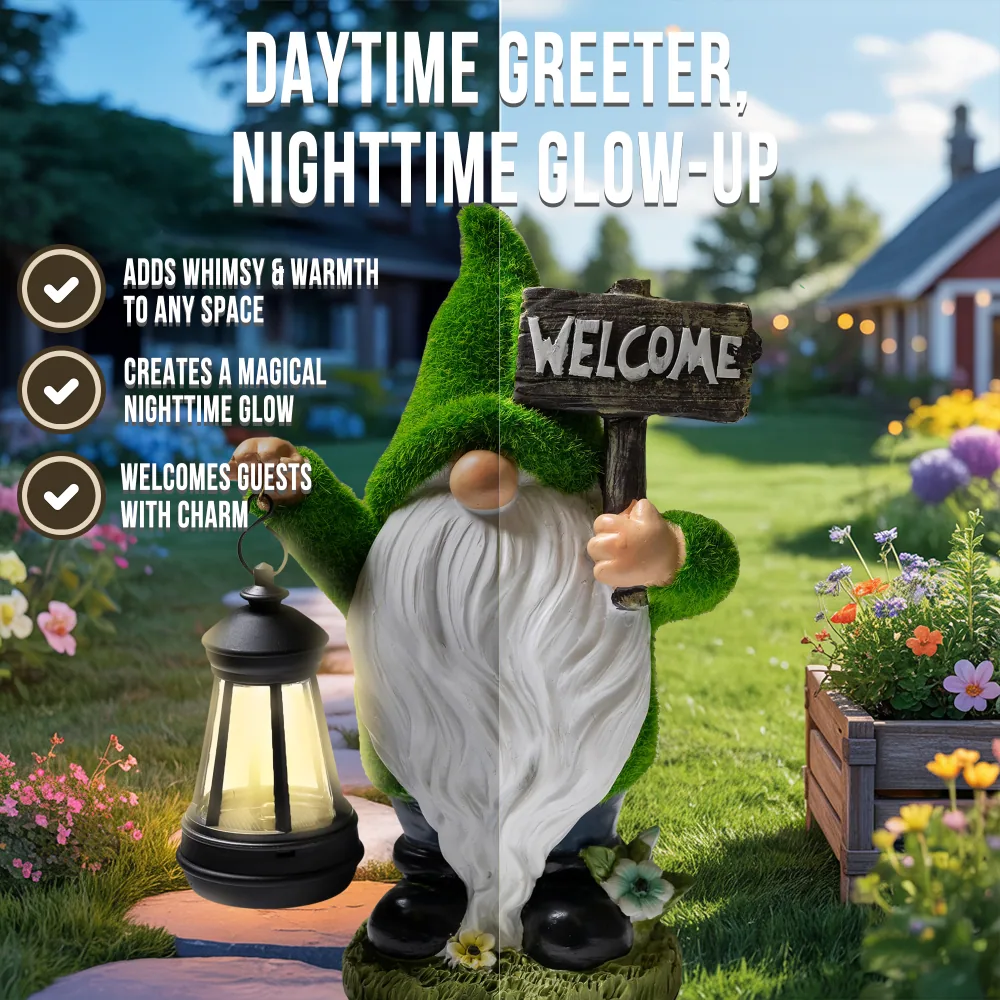 DAYTIME GREETER,
NIGHTTIME GLOW-UP
ADDS WHIMSY & WARMTH
TO ANY SPACE
CREATES A MAGICAL
NIGHTTIME GLOW
WELCOMES GUESTS
WITH CHARM
WELCOME